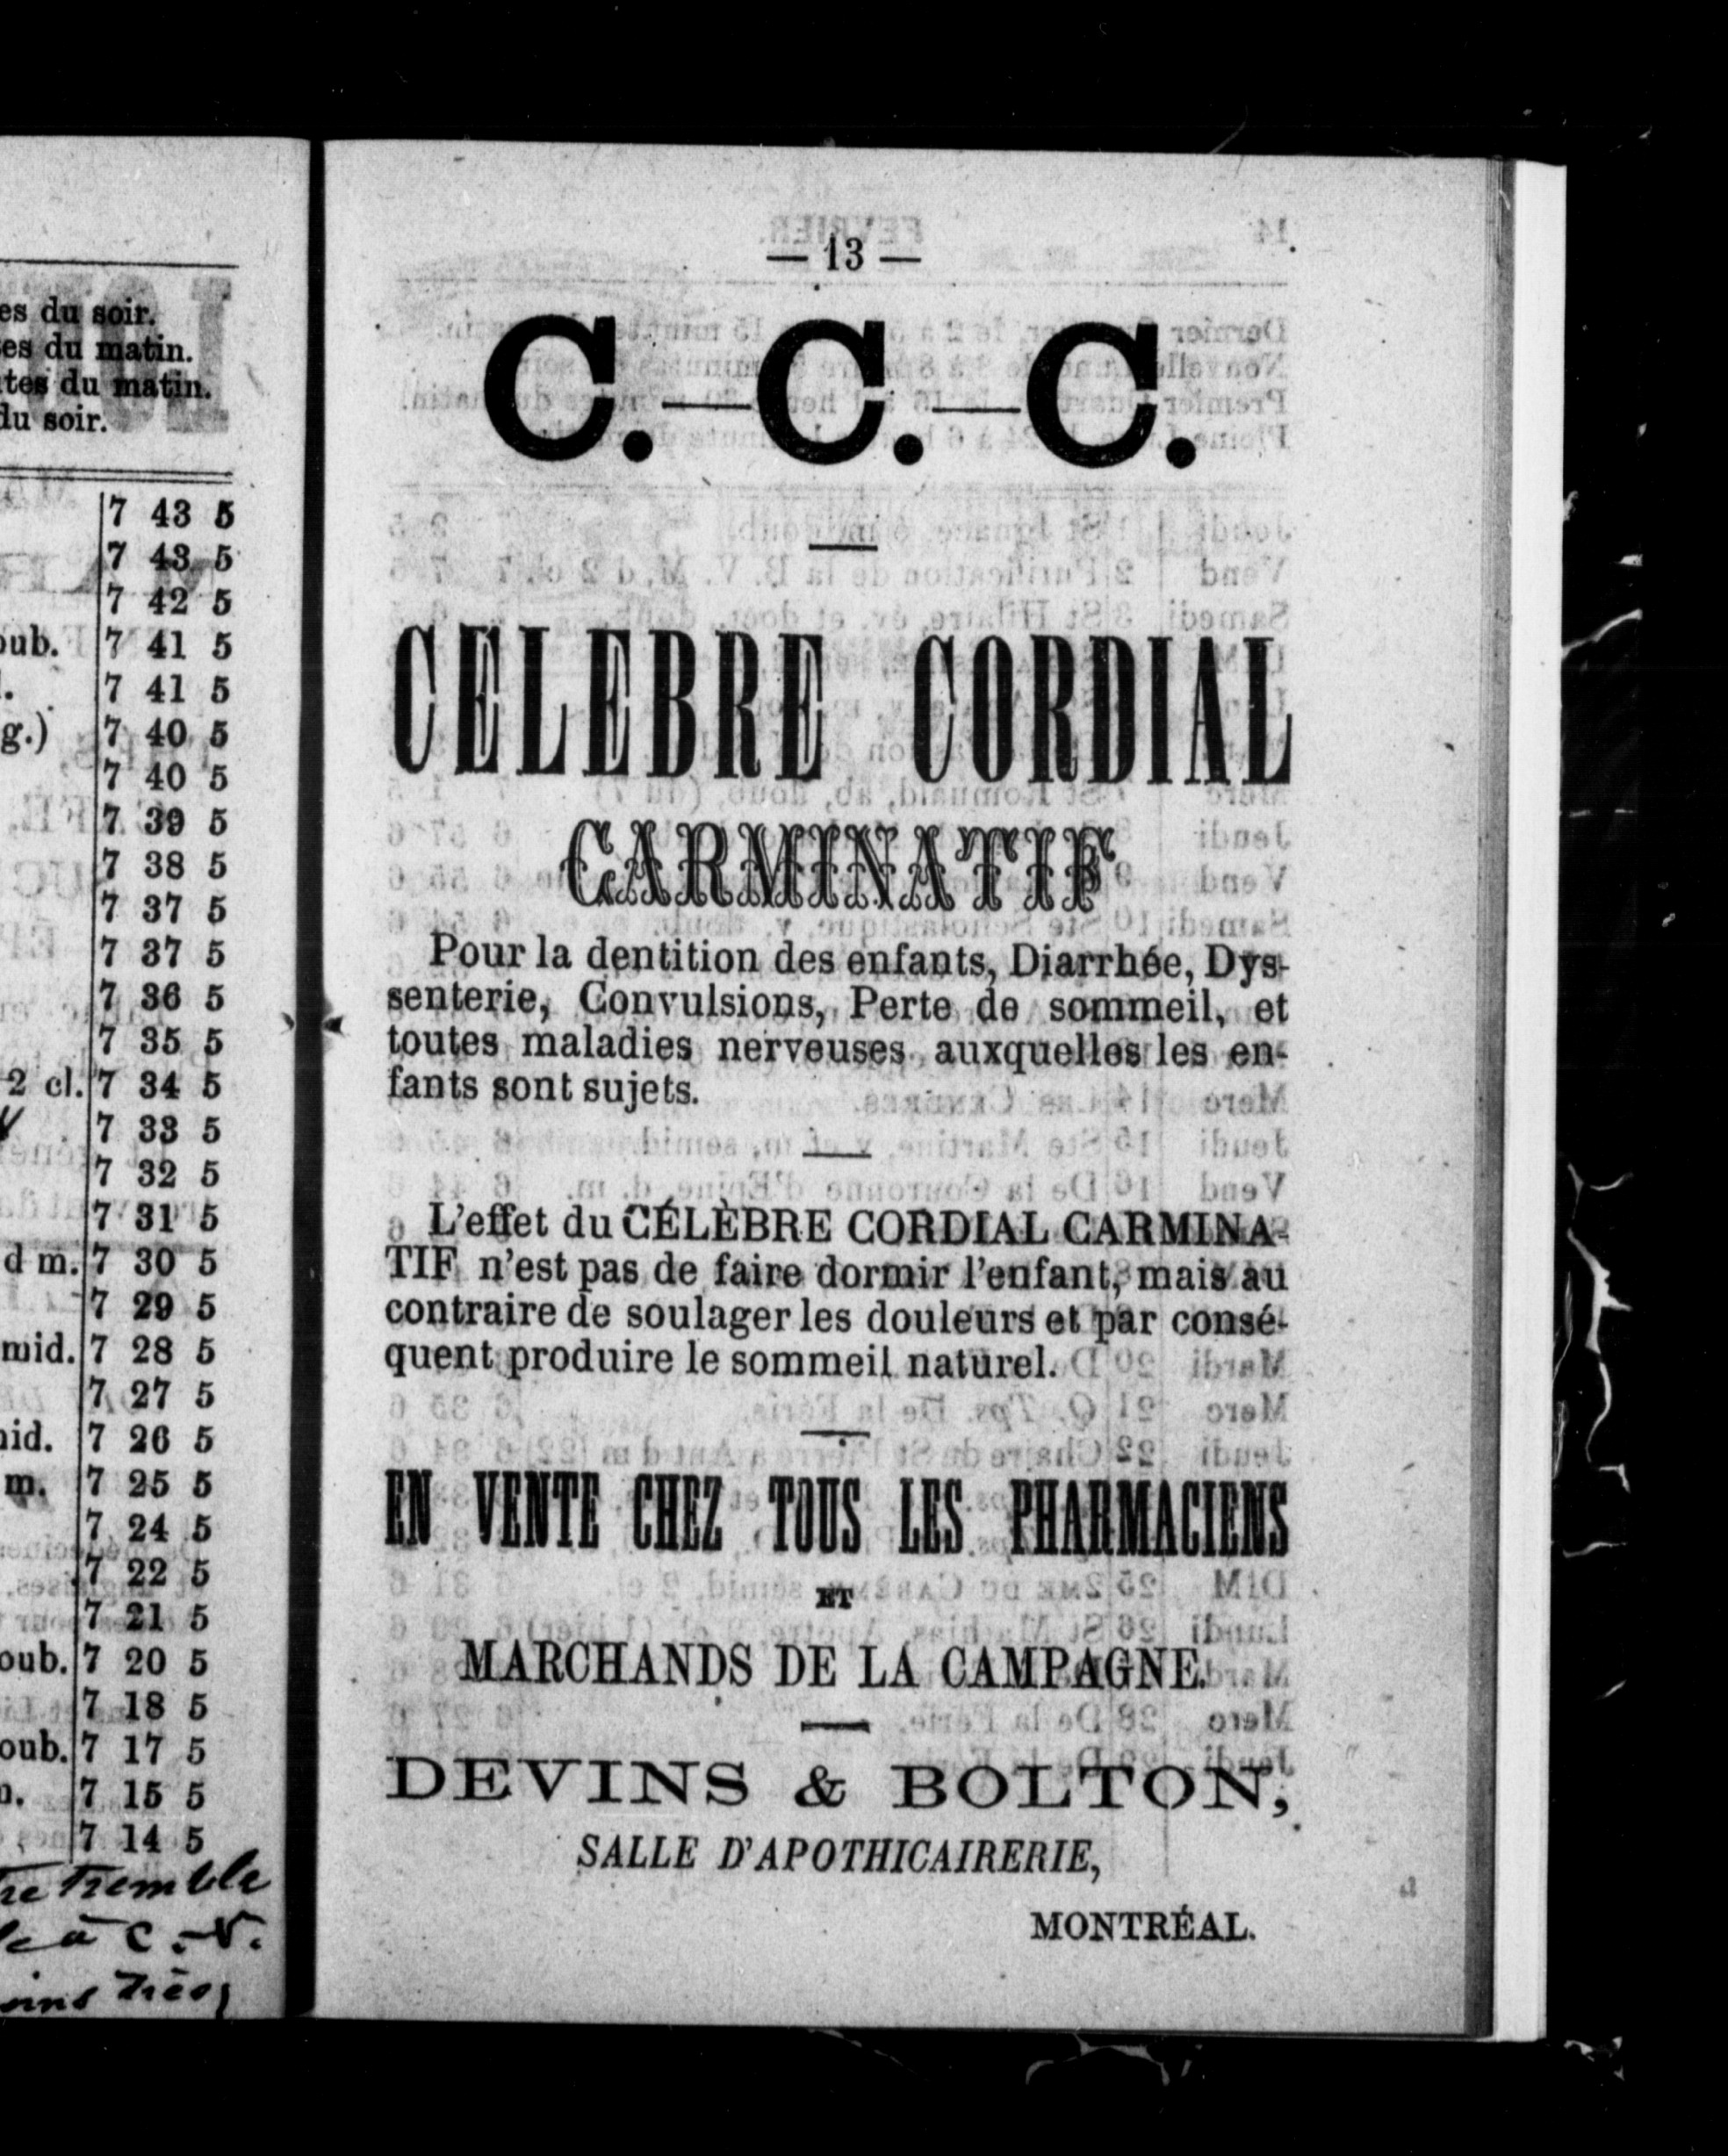 es du soir.
es du matin.
tes du matin.
du soir.
7 43 5
7 43 5
7 42 5
oub. 7 41 5
7 41 5
g.) 7 40 5
7 40 5
7 39 5
7 38 5
7 37 5
7 37 5
7 36 5
7 35 5
2 cl. 7 34 5
7 33 5
7 32 5
7 31 5
d m. 7 30 5
7 29 5
mid. 7 28 5
7 27 5
id. 7 26 5
m. 7 25 5
7 24 5
7 22 5
7 21 5
oub. 7 20 5
7 18 5
oub. 7 17 5
7 15 5
7 14 5
tremble
à C.
— 13 —
C.—C.—C.
CELEBRE CORDIAL
CARMINATIF
Pour la dentition des enfants, Diarrhée, Dys-
senterie, Convulsions, Perte de sommeil, et
toutes maladies nerveuses auxquelles les en-
fants sont sujets.
L'effet du CÉLÈBRE CORDIAL CARMINA-
TIF n'est pas de faire dormir l'enfant, mais au
contraire de soulager les douleurs et par consé-
quent produire le sommeil naturel.
EN VENTE CHEZ TOUS LES PHARMACIENS
ET
MARCHANDS DE LA CAMPAGNE.
DEVINS & BOLTON,
SALLE D'APOTHICAIRERIE,
MONTRÉAL.